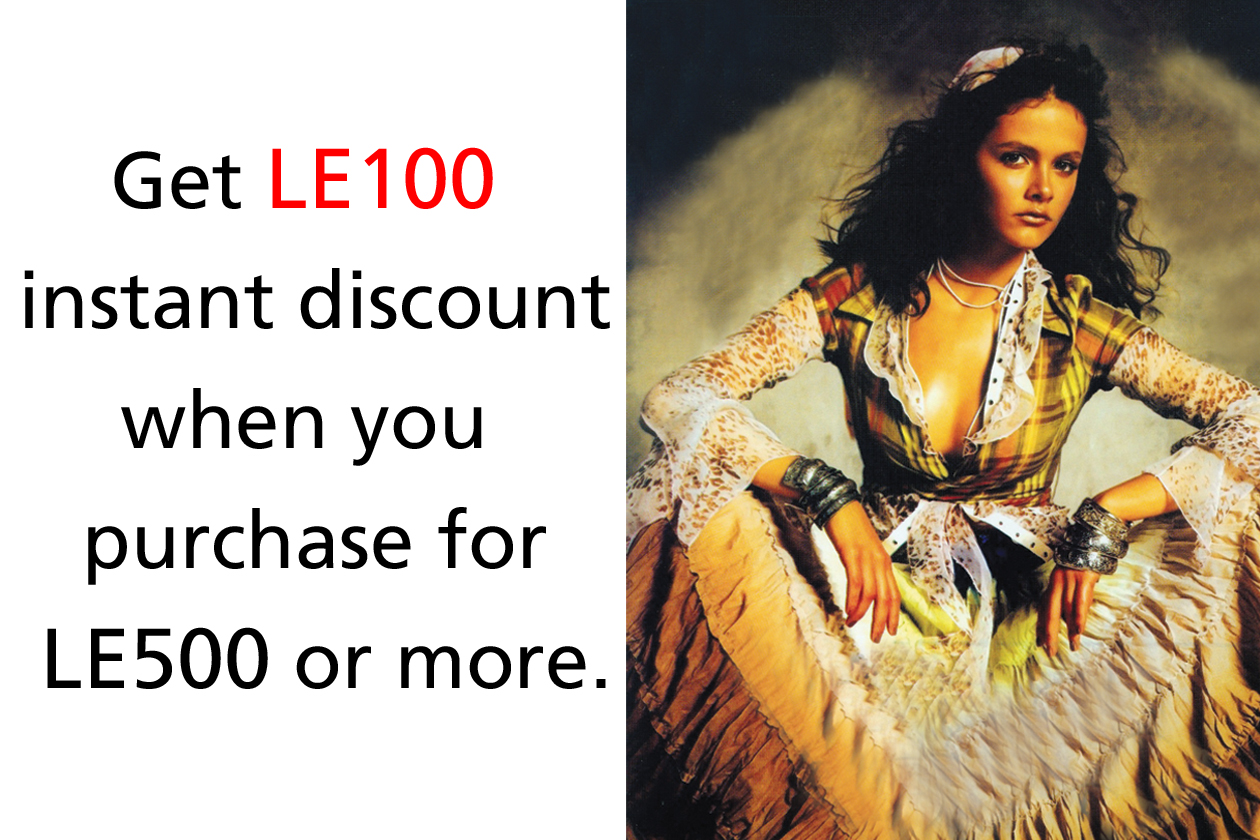 Get LE100
instant discount
when you
purchase for
LE500 or more.